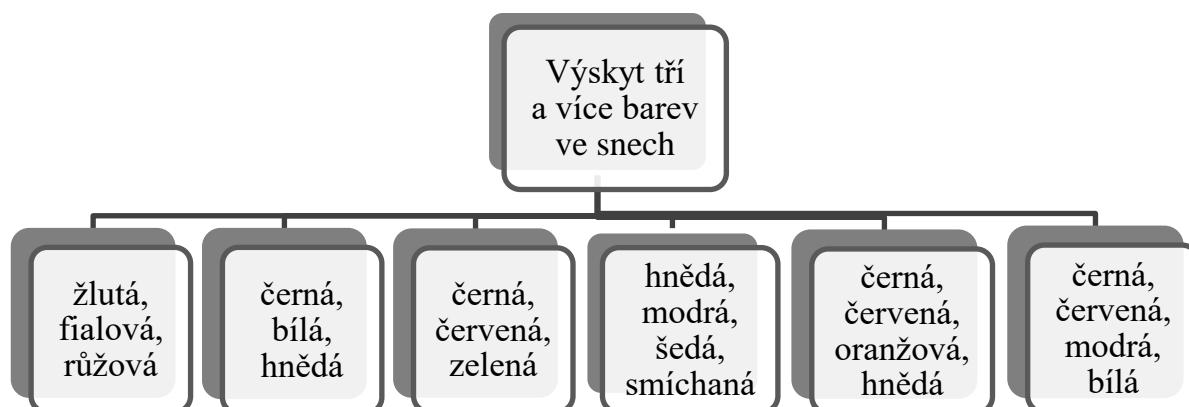 Výskyt tří
a více barev
ve snech
žlutá,
fialová,
růžová
černá,
bílá,
hnědá
černá,
červená,
zelená
hnědá,
modrá,
šedá,
smíchaná
černá,
červená,
oranžová,
hnědá
černá,
červená,
modrá,
bílá